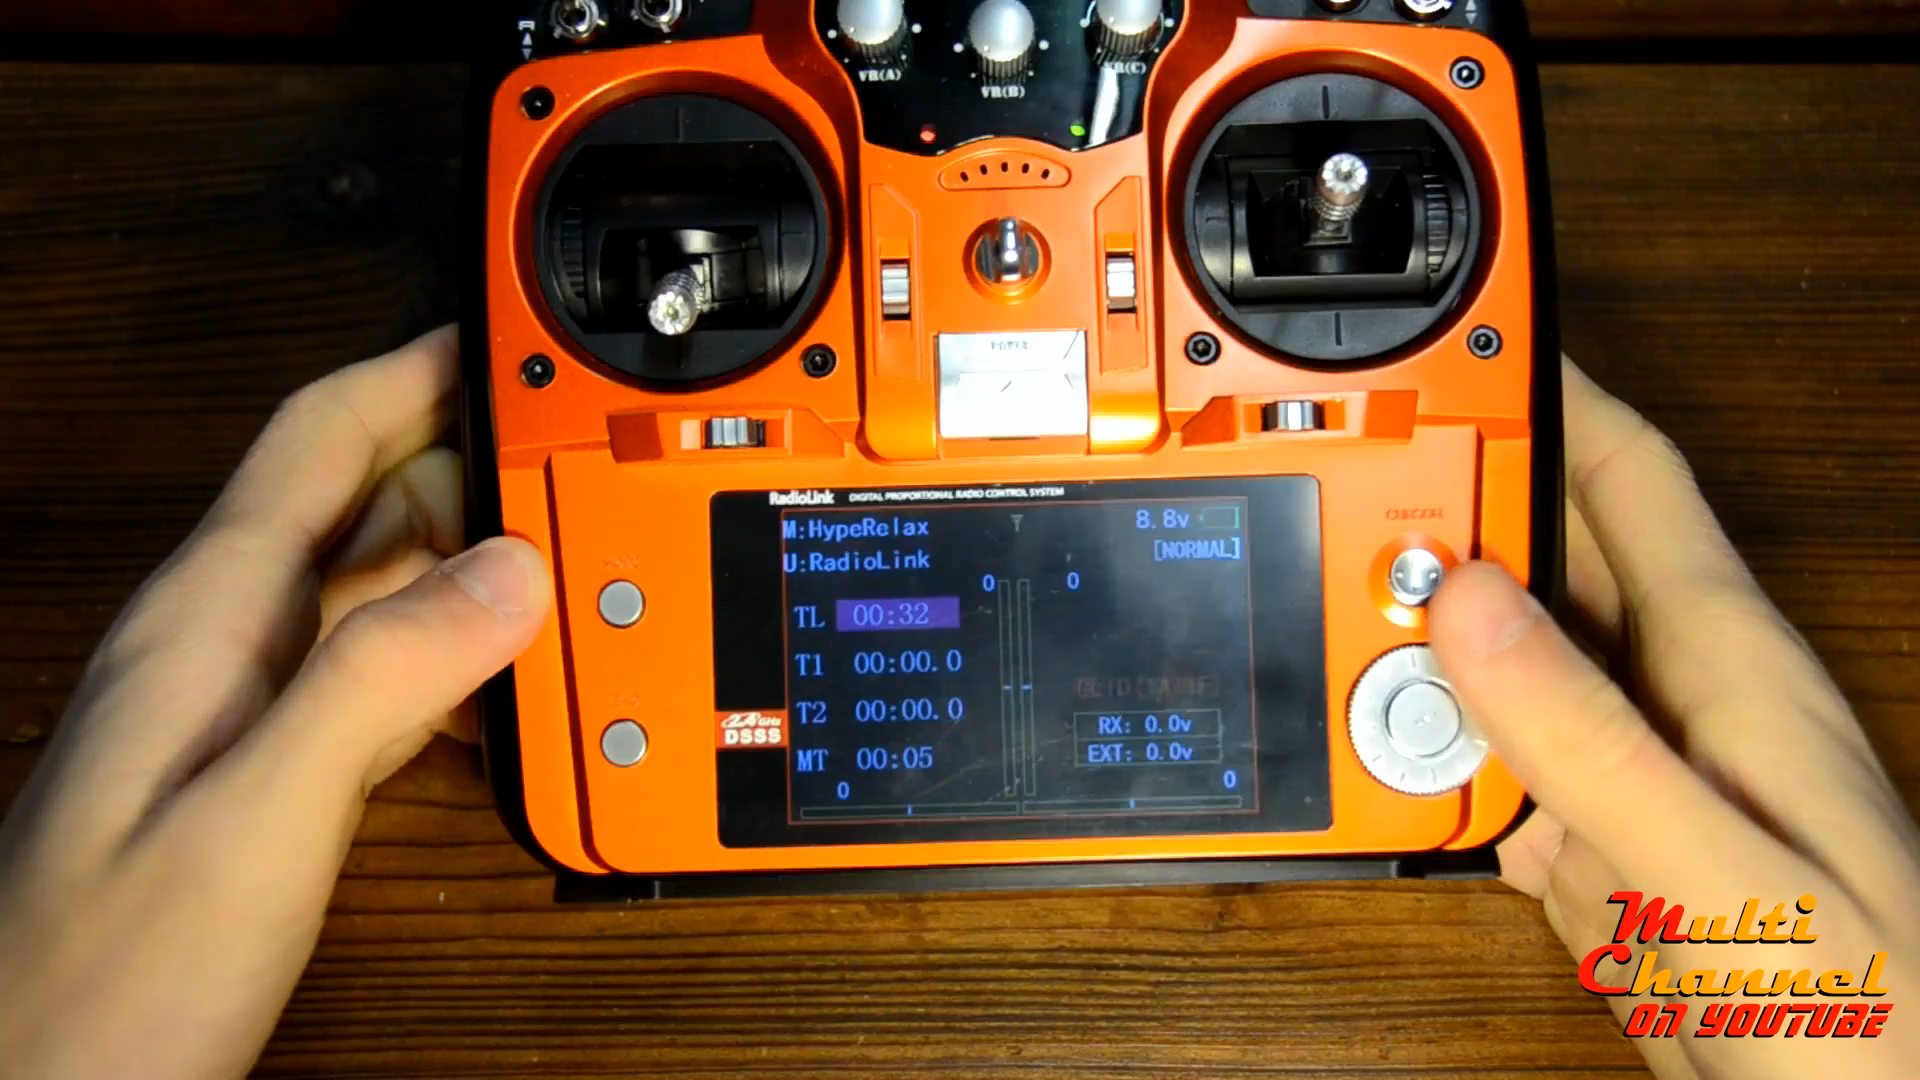 VR(A)
VR(B)
VR(C)
POWER
RadioLink DIGITAL PROPORTIONAL RADIO CONTROL SYSTEM
M:HypeRelax
8.8v
U:RadioLink
[NORMAL]
0
0
TL 00:32
T1 00:00.0
T2 00:00.0
RX: 0.0v
EXT: 0.0v
MT 00:05
0
0
2.4GHz
DSSS
Multi
Channel
ON YOUTUBE